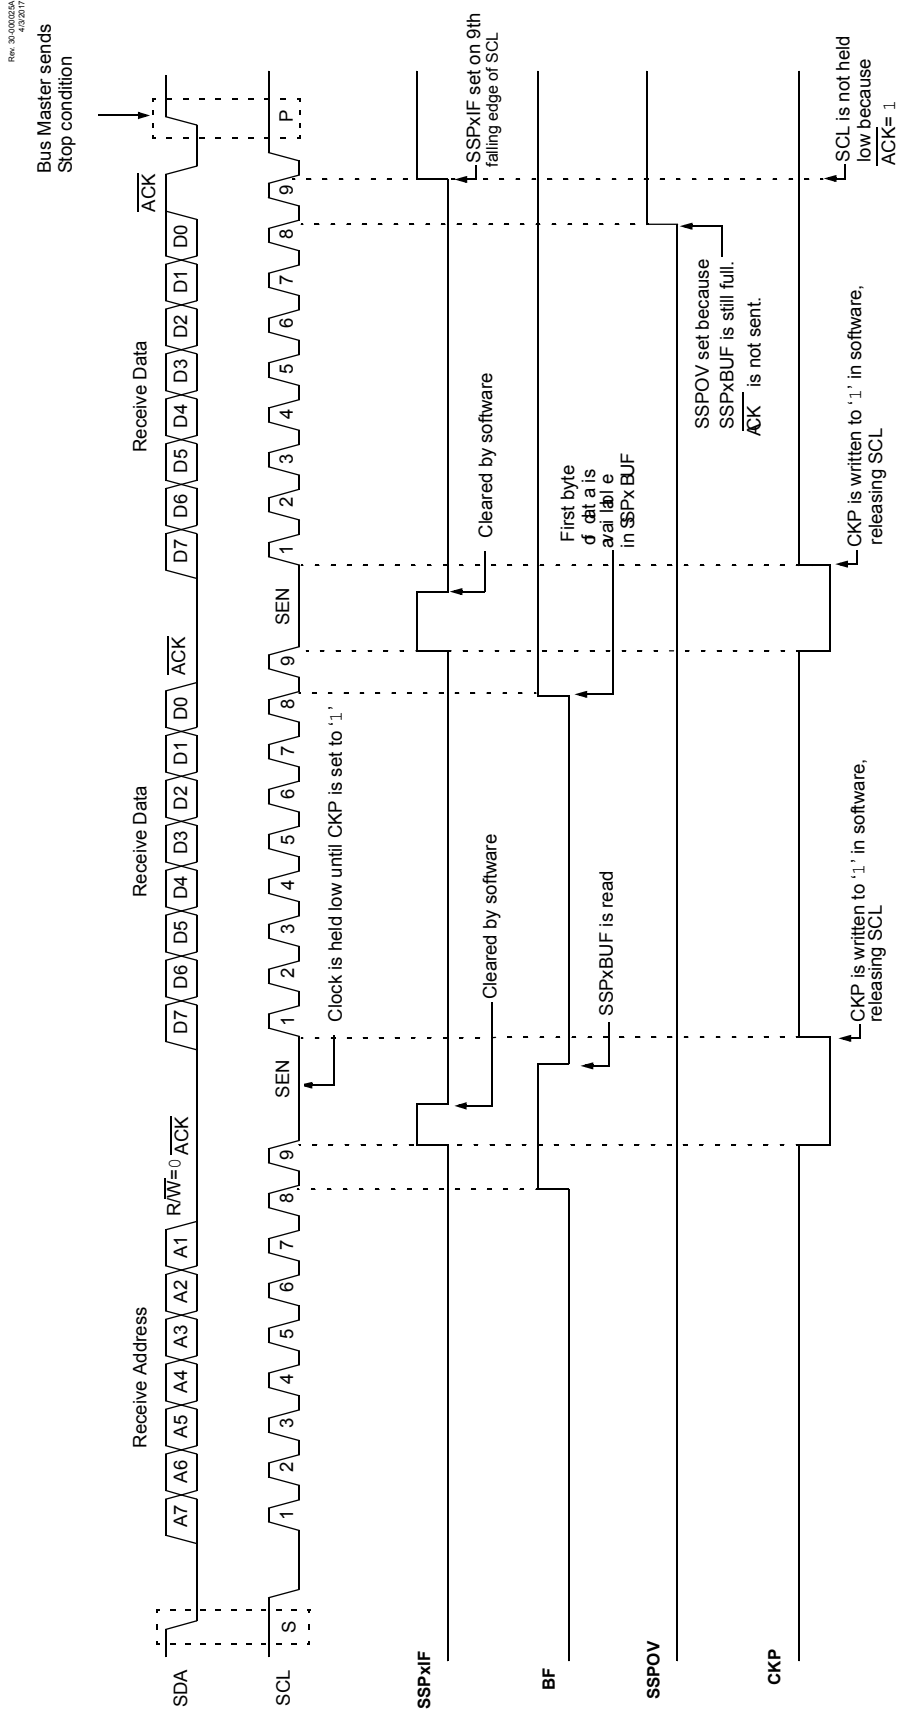 Rev. 30-000025A
4/3/2017
Bus Master sends
Stop condition
Receive Address
Receive Data
Receive Data
SDA
A7 A6 A5 A4 A3 A2 A1 R/W=0 ACK
D7 D6 D5 D4 D3 D2 D1 D0 ACK
D7 D6 D5 D4 D3 D2 D1 D0 ACK
SCL
S 1 2 3 4 5 6 7 8 9 SEN 1 2 3 4 5 6 7 8 9 SEN 1 2 3 4 5 6 7 8 9 P
Clock is held low until CKP is set to ‘1’
SSPxIF
Cleared by software
Cleared by software
SSPxIF set on 9th
falling edge of SCL
BF
SSPxBUF is read
First byte
of data is
available
in SSPxBUF
SSPOV
SSPOV set because
SSPxBUF is still full.
ACK is not sent.
CKP
CKP is written to ‘1’ in software,
releasing SCL
CKP is written to ‘1’ in software,
releasing SCL
SCL is not held
low because
ACK= 1